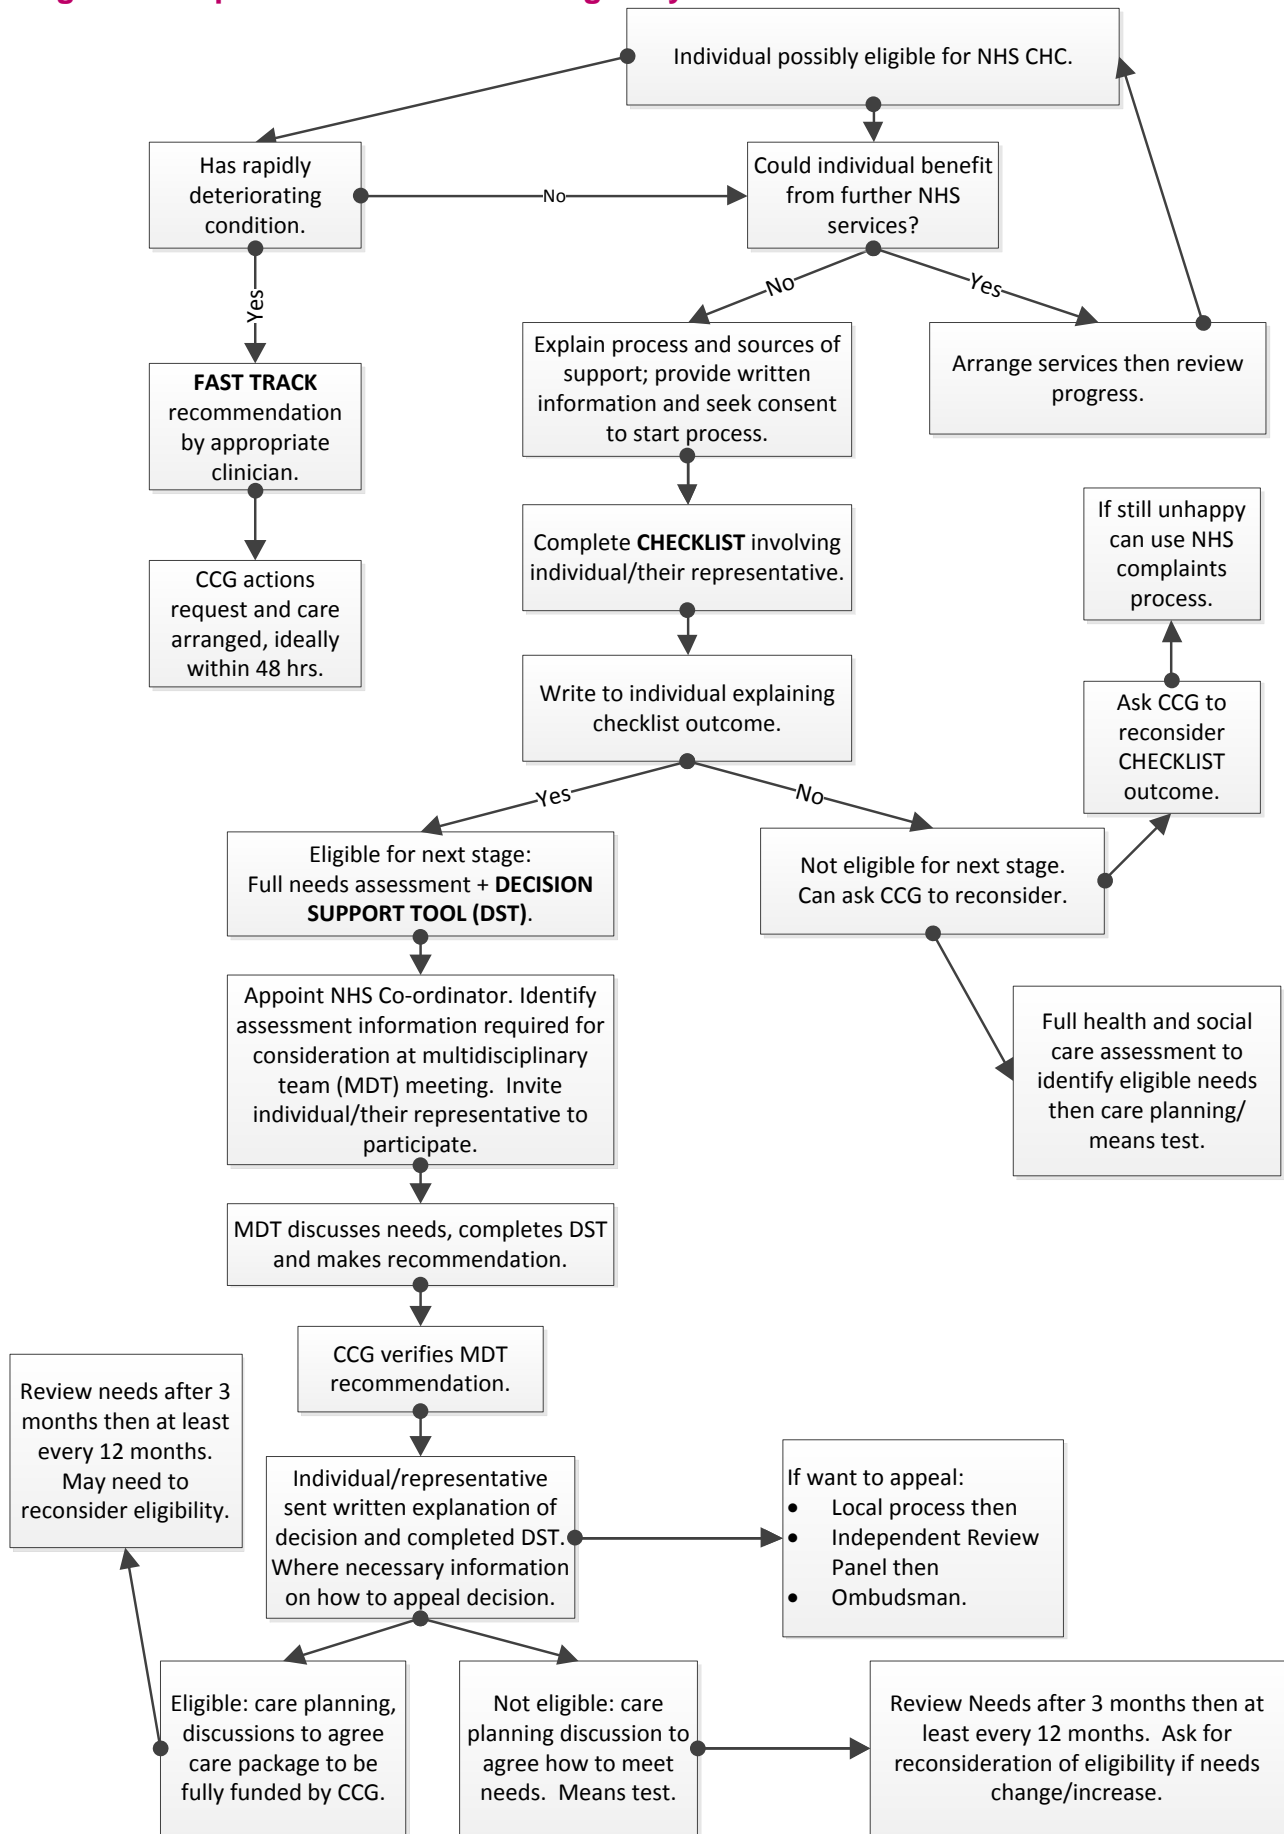 Individual possibly eligible for NHS CHC.
Has rapidly
deteriorating
condition.
No
Could individual benefit
from further NHS
services?
Yes
No
Yes
FAST TRACK
recommendation
by appropriate
clinician.
Explain process and sources of
support; provide written
information and seek consent
to start process.
Arrange services then review
progress.
CCG actions
request and care
arranged, ideally
within 48 hrs.
Complete CHECKLIST involving
individual/their representative.
If still unhappy
can use NHS
complaints
process.
Write to individual explaining
checklist outcome.
Ask CCG to
reconsider
CHECKLIST
outcome.
Yes
No
Eligible for next stage:
Full needs assessment + DECISION
SUPPORT TOOL (DST).
Not eligible for next stage.
Can ask CCG to reconsider.
Appoint NHS Co-ordinator. Identify
assessment information required for
consideration at multidisciplinary
team (MDT) meeting.  Invite
individual/their representative to
participate.
Full health and social
care assessment to
identify eligible needs
then care planning/
means test.
MDT discusses needs, completes DST
and makes recommendation.
CCG verifies MDT
recommendation.
Review needs after 3
months then at least
every 12 months.
May need to
reconsider eligibility.
Individual/representative
sent written explanation of
decision and completed DST.
Where necessary information
on how to appeal decision.
If want to appeal:
• Local process then
• Independent Review
Panel then
• Ombudsman.
Eligible: care planning,
discussions to agree
care package to be
fully funded by CCG.
Not eligible: care
planning discussion to
agree how to meet
needs.  Means test.
Review Needs after 3 months then at
least every 12 months.  Ask for
reconsideration of eligibility if needs
change/increase.